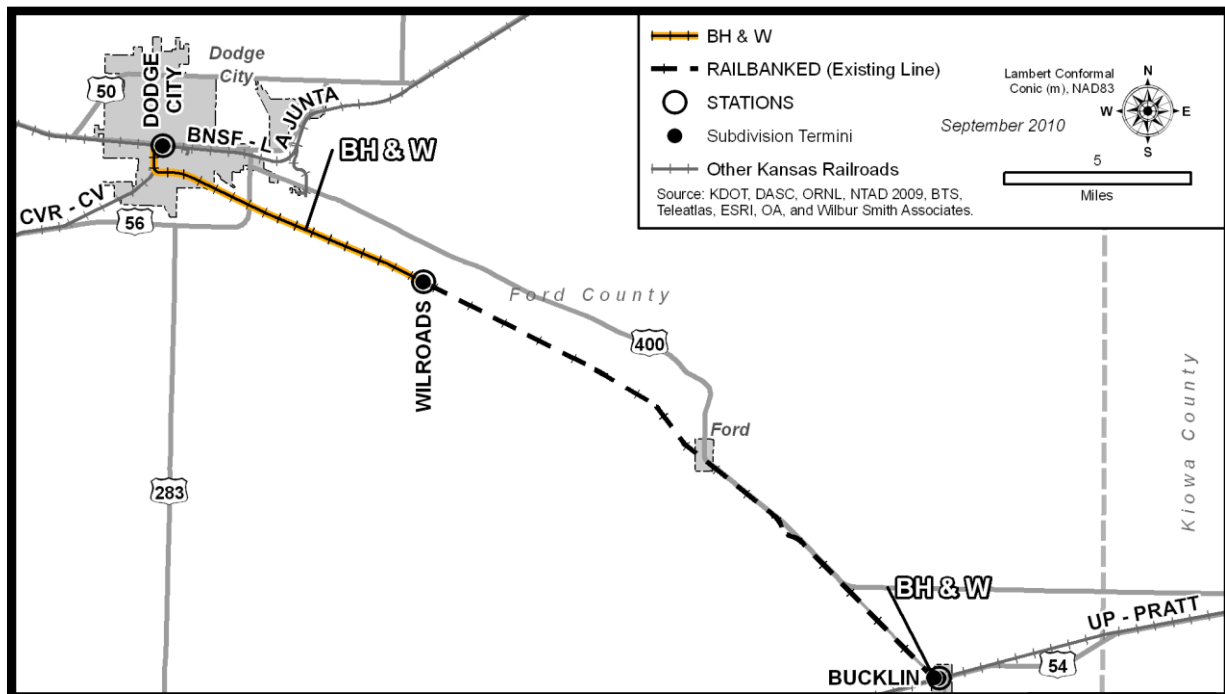 Dodge
City
50
DODGE
CITY
BNSF - LA JUNTA
BH & W
CVR - CV
56
WILROADS
Ford County
400
Ford
283
Kiowa County
BH & W
UP - PRATT
54
BUCKLIN
BH & W
RAILBANKED (Existing Line)
STATIONS
Subdivision Termini
Other Kansas Railroads
Source: KDOT, DASC, ORNL, NTAD 2009, BTS,
Teleatlas, ESRI, OA, and Wilbur Smith Associates.
Lambert Conformal
Conic (m), NAD83
September 2010
N
W
E
S
5
Miles